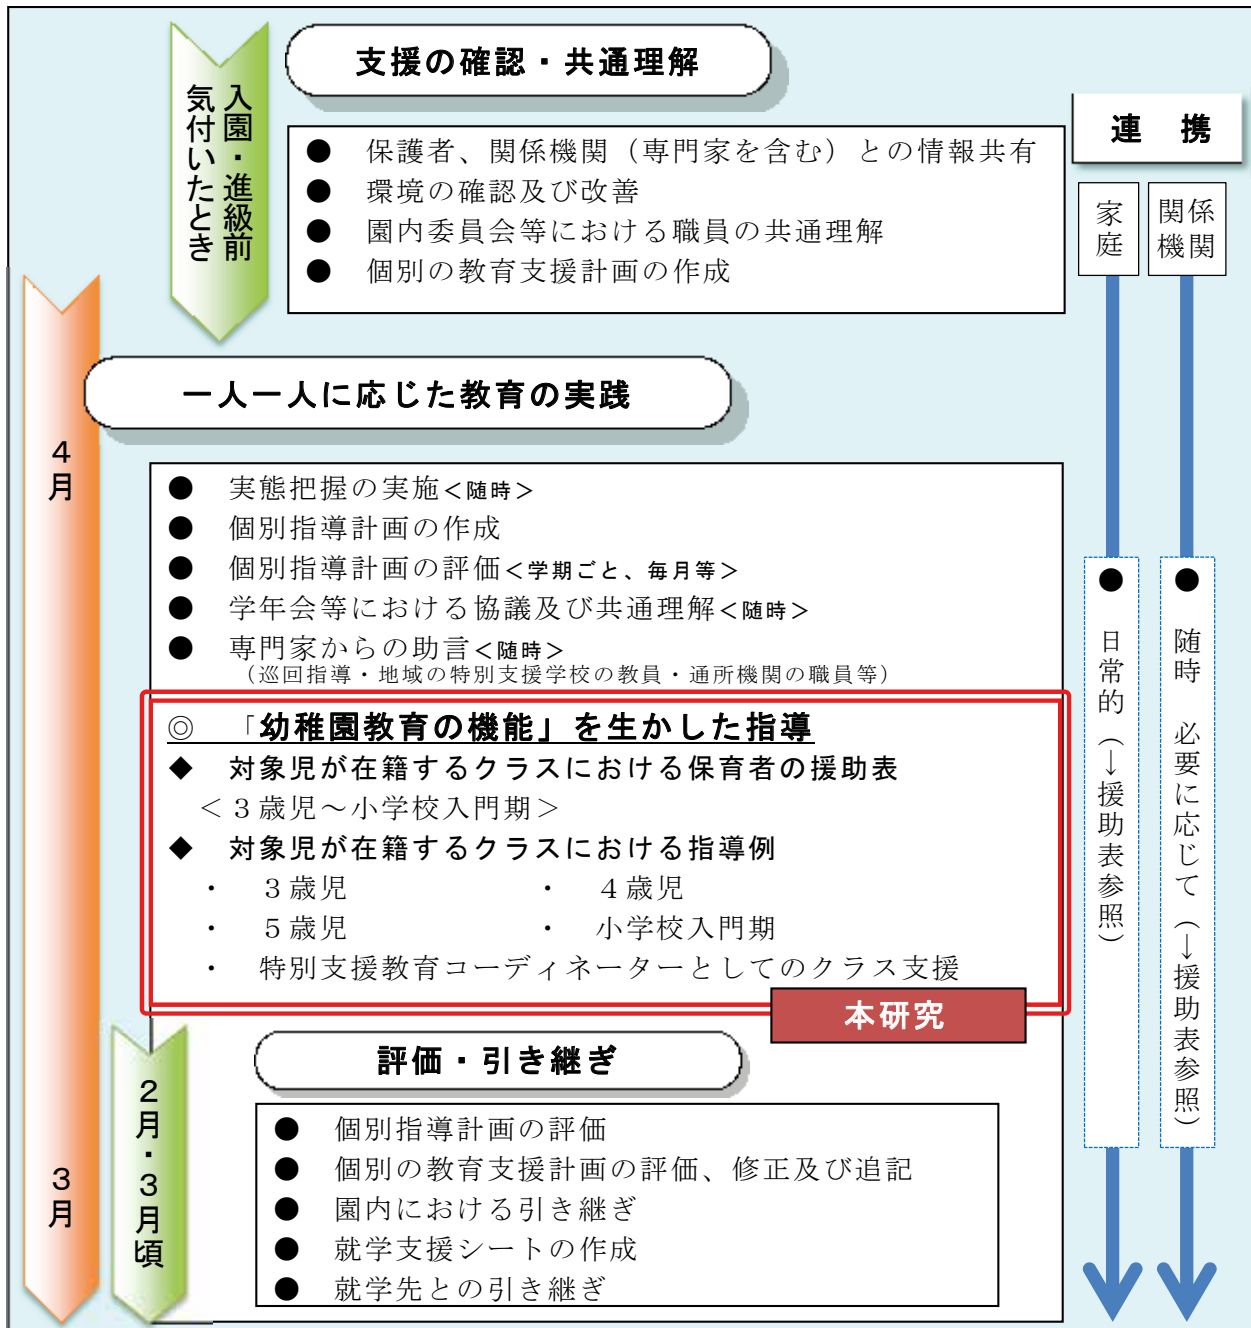 支援の確認・共通理解
入園・進級前
気付いたとき
● 保護者、関係機関（専門家を含む）との情報共有
● 環境の確認及び改善
● 園内委員会等における職員の共通理解
● 個別の教育支援計画の作成
連 携
家庭
関係機関
一人一人に応じた教育の実践
４月
● 実態把握の実施＜随時＞
● 個別指導計画の作成
● 個別指導計画の評価＜学期ごと、毎月等＞
● 学年会等における協議及び共通理解＜随時＞
● 専門家からの助言＜随時＞
（巡回指導・地域の特別支援学校の教員・通所機関の職員等）
◎ 「幼稚園教育の機能」を生かした指導
◆ 対象児が在籍するクラスにおける保育者の援助表
＜３歳児～小学校入門期＞
◆ 対象児が在籍するクラスにおける指導例
・ ３歳児 ・ ４歳児
・ ５歳児 ・ 小学校入門期
・ 特別支援教育コーディネーターとしてのクラス支援
本研究
● 日常的（→援助表参照）
● 随時 必要に応じて（→援助表参照）
評価・引き継ぎ
２月・３月頃
３月
● 個別指導計画の評価
● 個別の教育支援計画の評価、修正及び追記
● 園内における引き継ぎ
● 就学支援シートの作成
● 就学先との引き継ぎ